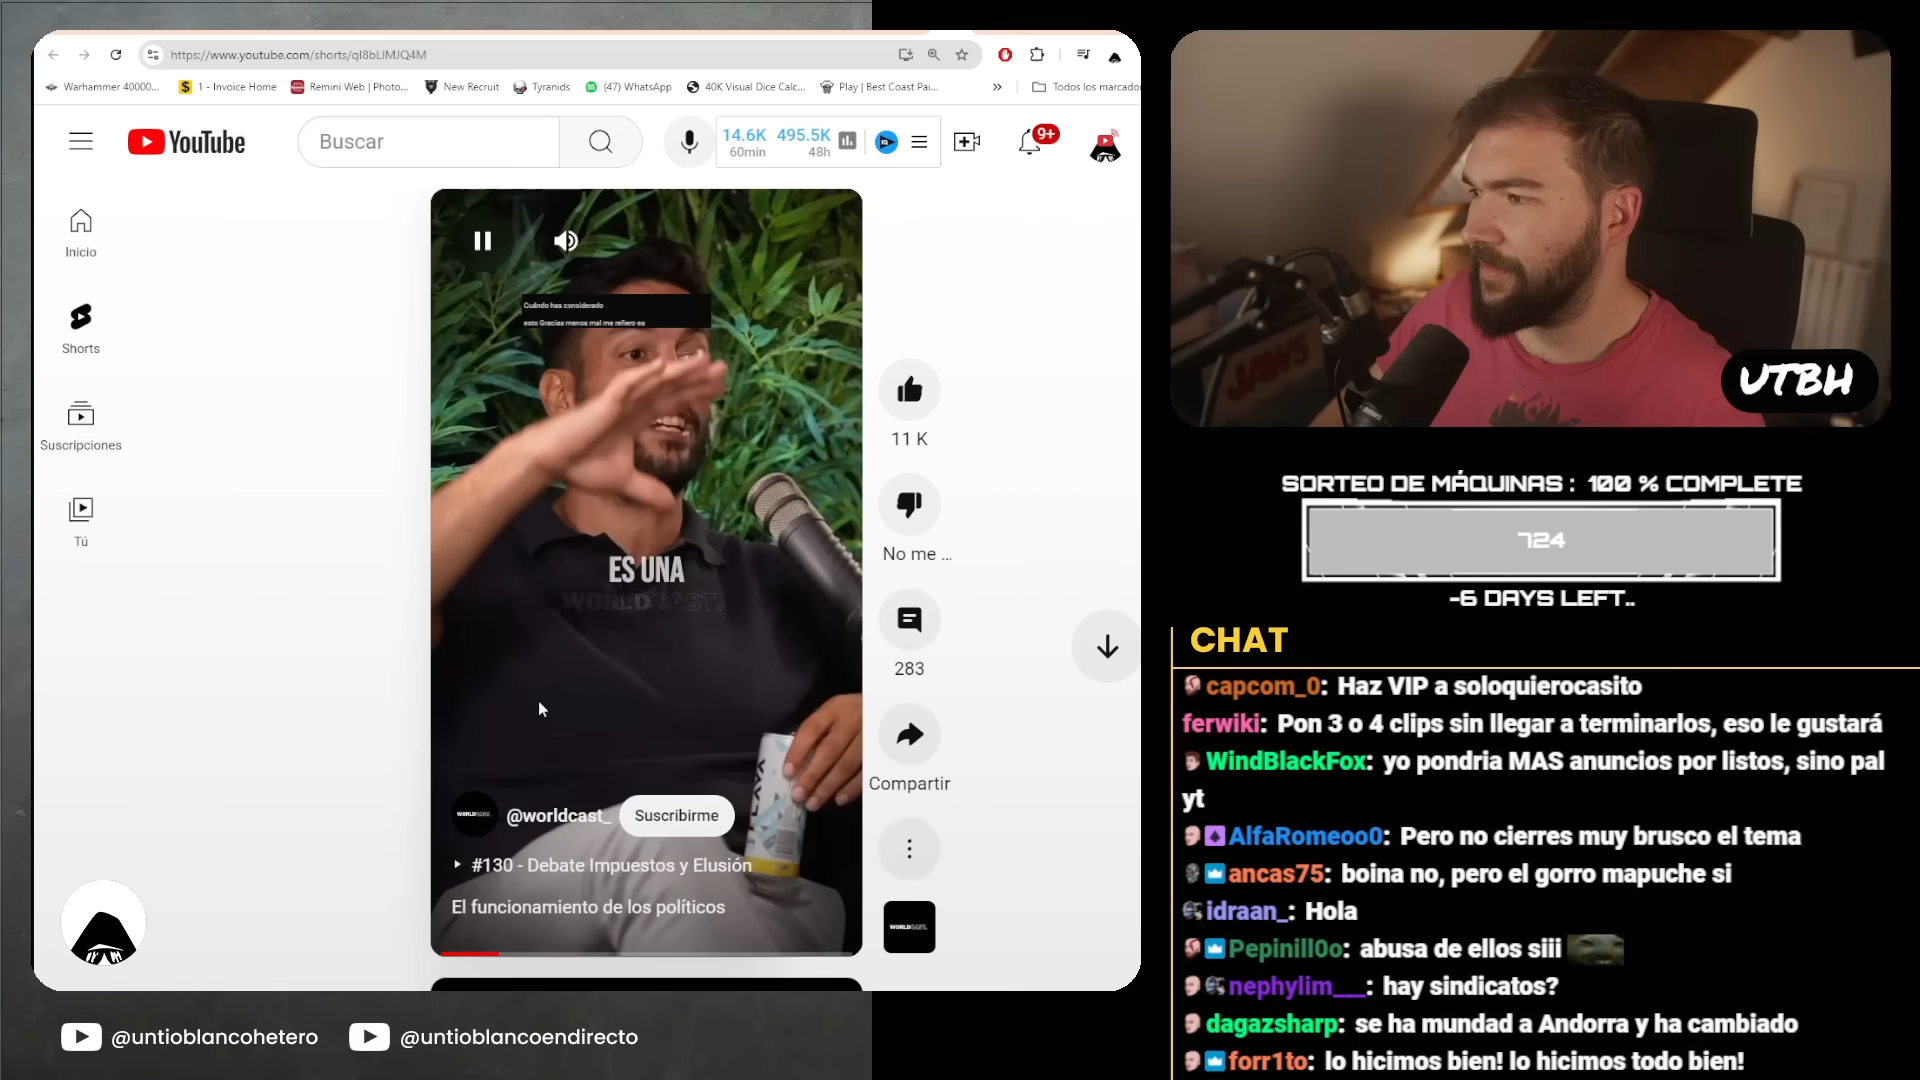 https://www.youtube.com/shorts/ql8bLlMJQ4M
Warhammer 40000...
1 - Invoice Home
Remini Web | Photo...
New Recruit
Tyranids
(47) WhatsApp
40K Visual Dice Calc...
Play | Best Coast Pai...
»
Todos los marcado
YouTube
Buscar
14.6K 495.5K
60min 48h
9+
Inicio
Shorts
Suscripciones
Tú
Cuándo has considerado
esto Gracias menos mal me refiero es
ES UNA
WORLDCAST.
11 K
No me ...
283
Compartir
WORLDCAST.
@worldcast_
Suscribirme
#130 - Debate Impuestos y Elusión
El funcionamiento de los políticos
WORLDCAST.
@untioblancohetero
@untioblancoendirecto
JAWS
UTBH
SORTEO DE MÁQUINAS : 100 % COMPLETE
724
-6 DAYS LEFT..
CHAT
capcom_0: Haz VIP a soloquierocasito
ferwiki: Pon 3 o 4 clips sin llegar a terminarlos, eso le gustará
WindBlackFox: yo pondria MAS anuncios por listos, sino pal
yt
AlfaRomeoo0: Pero no cierres muy brusco el tema
ancas75: boina no, pero el gorro mapuche si
idraan_: Hola
Pepinill0o: abusa de ellos siii
nephylim___: hay sindicatos?
dagazsharp: se ha mundad a Andorra y ha cambiado
forr1to: lo hicimos bien! lo hicimos todo bien!